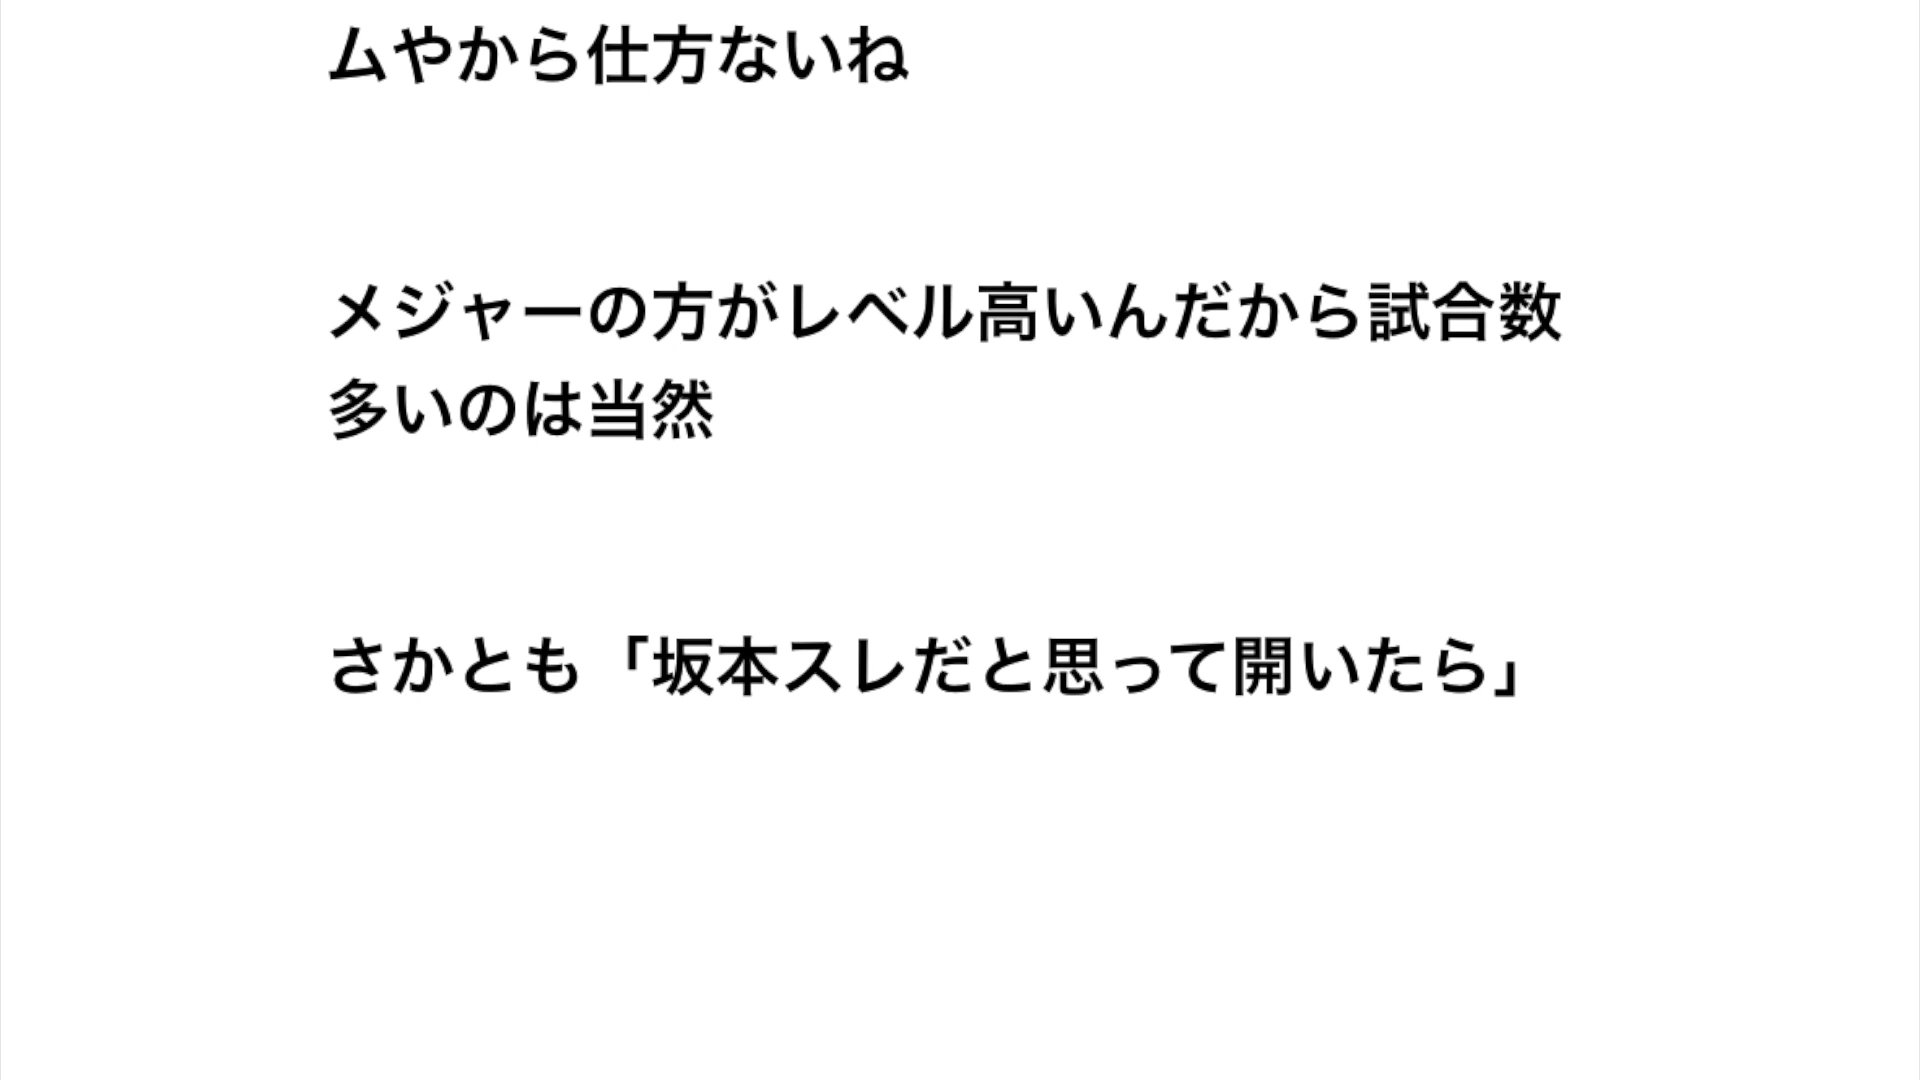 ムやから仕方ないね
メジャーの方がレベル高いんだから試合数
多いのは当然
さかとも「坂本スレだと思って開いたら」